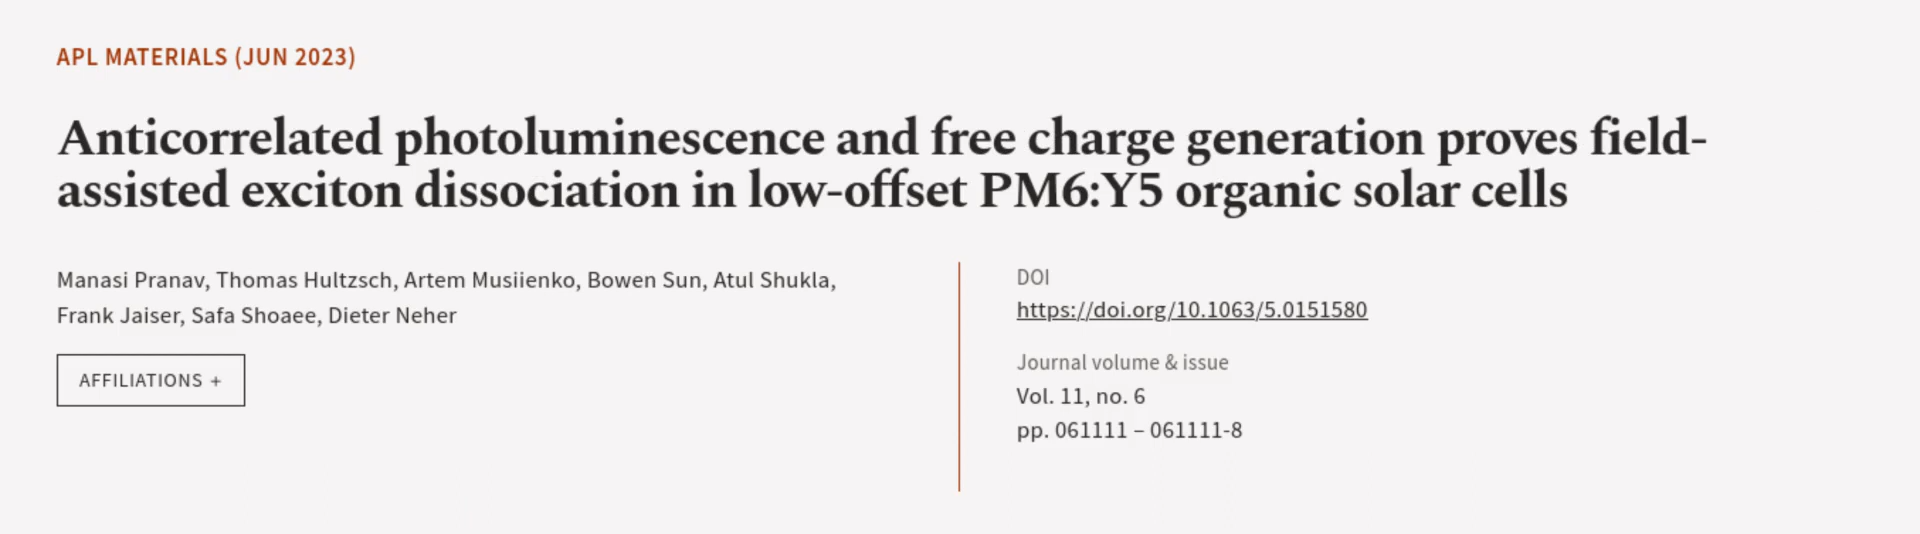 APL MATERIALS (JUN 2023)
Anticorrelated photoluminescence and free charge generation proves field-
assisted exciton dissociation in low-offset PM6:Y5 organic solar cells
Manasi Pranav, Thomas Hultzsch, Artem Musiienko, Bowen Sun, Atul Shukla,
Frank Jaiser, Safa Shoaee, Dieter Neher
AFFILIATIONS +
DOI
https://doi.org/10.1063/5.0151580
Journal volume & issue
Vol. 11, no. 6
pp. 061111 – 061111-8